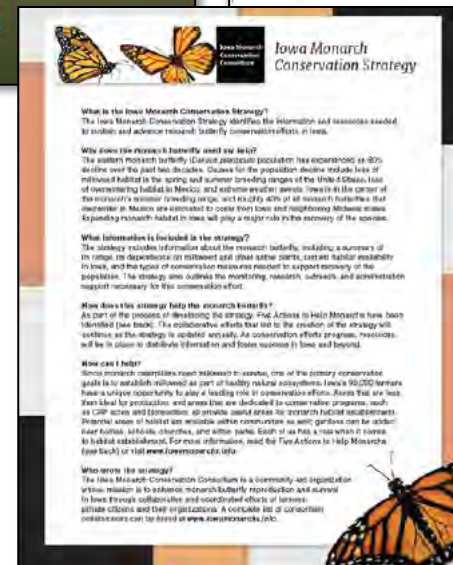 Iowa Monarch
Conservation
Consortium
Iowa Monarch
Conservation Strategy
What is the Iowa Monarch Conservation Strategy?
The Iowa Monarch Conservation Strategy identifies the information and resources needed
to sustain and advance monarch butterfly conservation efforts in Iowa.
Why does the monarch butterfly need my help?
The eastern monarch butterfly (Danaus plexippus) population has experienced an 80%
decline over the past two decades. Causes for the population decline include loss of
milkweed habitat in the spring and summer breeding ranges of the United States, loss
of overwintering habitat in Mexico, and extreme weather events. Iowa is in the center of
the monarch's summer breeding range, and roughly 40% of all monarch butterflies that
overwinter in Mexico are estimated to come from Iowa and neighboring Midwest states.
Expanding monarch habitat in Iowa will play a major role in the recovery of the species.
What information is included in the strategy?
The strategy includes information about the monarch butterfly, including a summary of
its range, its dependence on milkweed and other native plants, current habitat availability
in Iowa, and the types of conservation measures needed to support recovery of the
population. The strategy also outlines the monitoring, research, outreach, and administration
support necessary for this conservation effort.
How does this strategy help the monarch butterfly?
As part of the process of developing the strategy, Five Actions to Help Monarchs have been
identified (see back). The collaborative efforts that led to the creation of the strategy will
continue as the strategy is updated annually. As conservation efforts progress, resources
will be in place to distribute information and foster success in Iowa and beyond.
How can I help?
Since monarch caterpillars need milkweed to survive, one of the primary conservation
goals is to establish milkweed as part of healthy natural ecosystems. Iowa's 90,000 farmers
have a unique opportunity to play a leading role in conservation efforts. Areas that are less
than ideal for production, and areas that are dedicated to conservation programs, such
as CRP acres and all provide useful areas for monarch habitat establishment.
Potential areas of habitat are available within communities as well; gardens can be added
near homes, schools, churches, and within parks. Each of us has a role when it comes
to habitat establishment. For more information, read the Five Actions to Help Monarchs
(see back) or visit www.iowamonarchs.info.
Who wrote the strategy?
The Iowa Monarch Conservation Consortium is a community-led organization
whose mission is to enhance monarch butterfly reproduction and survival
in Iowa through collaborative and coordinated efforts of farmers,
private citizens and their organizations. A complete list of consortium
collaborators can be found at www.iowamonarchs.info.